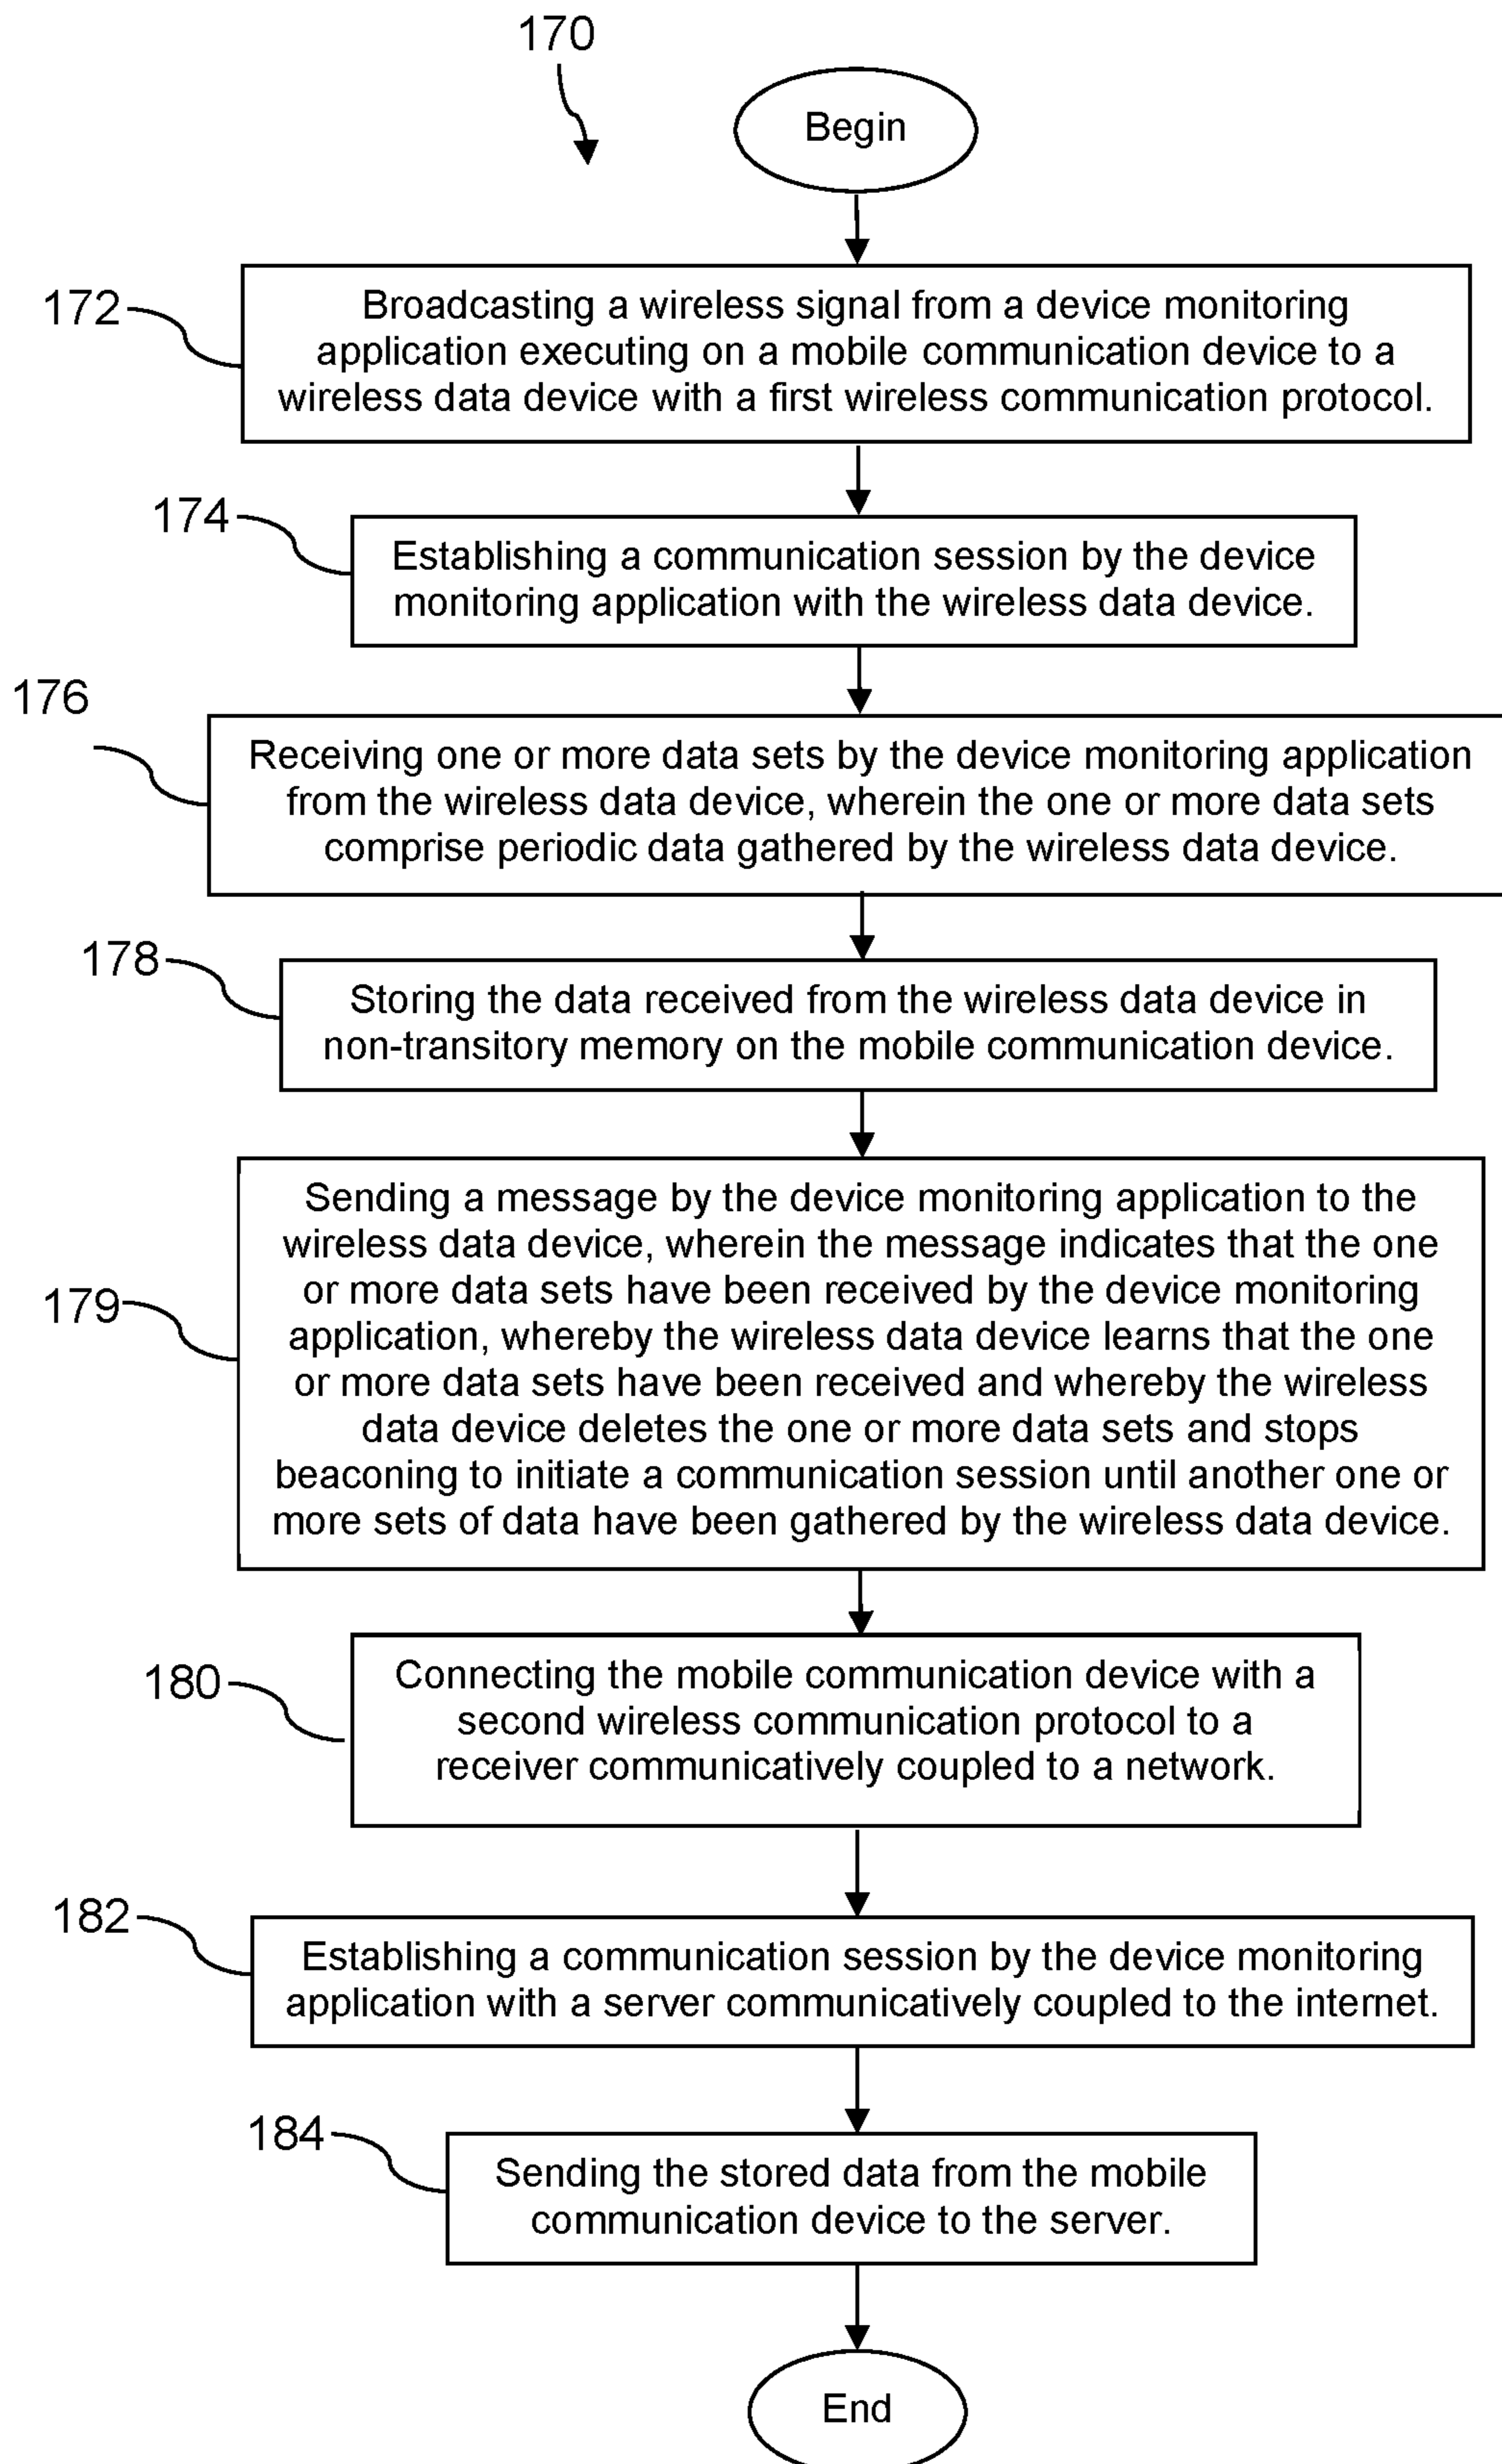 170
Begin
172
Broadcasting a wireless signal from a device monitoring
application executing on a mobile communication device to a
wireless data device with a first wireless communication protocol.
174
Establishing a communication session by the device
monitoring application with the wireless data device.
176
Receiving one or more data sets by the device monitoring application
from the wireless data device, wherein the one or more data sets
comprise periodic data gathered by the wireless data device.
178
Storing the data received from the wireless data device in
non-transitory memory on the mobile communication device.
179
Sending a message by the device monitoring application to the
wireless data device, wherein the message indicates that the one
or more data sets have been received by the device monitoring
application, whereby the wireless data device learns that the one
or more data sets have been received and whereby the wireless
data device deletes the one or more data sets and stops
beaconing to initiate a communication session until another one or
more sets of data have been gathered by the wireless data device.
180
Connecting the mobile communication device with a
second wireless communication protocol to a
receiver communicatively coupled to a network.
182
Establishing a communication session by the device monitoring
application with a server communicatively coupled to the internet.
184
Sending the stored data from the mobile
communication device to the server.
End